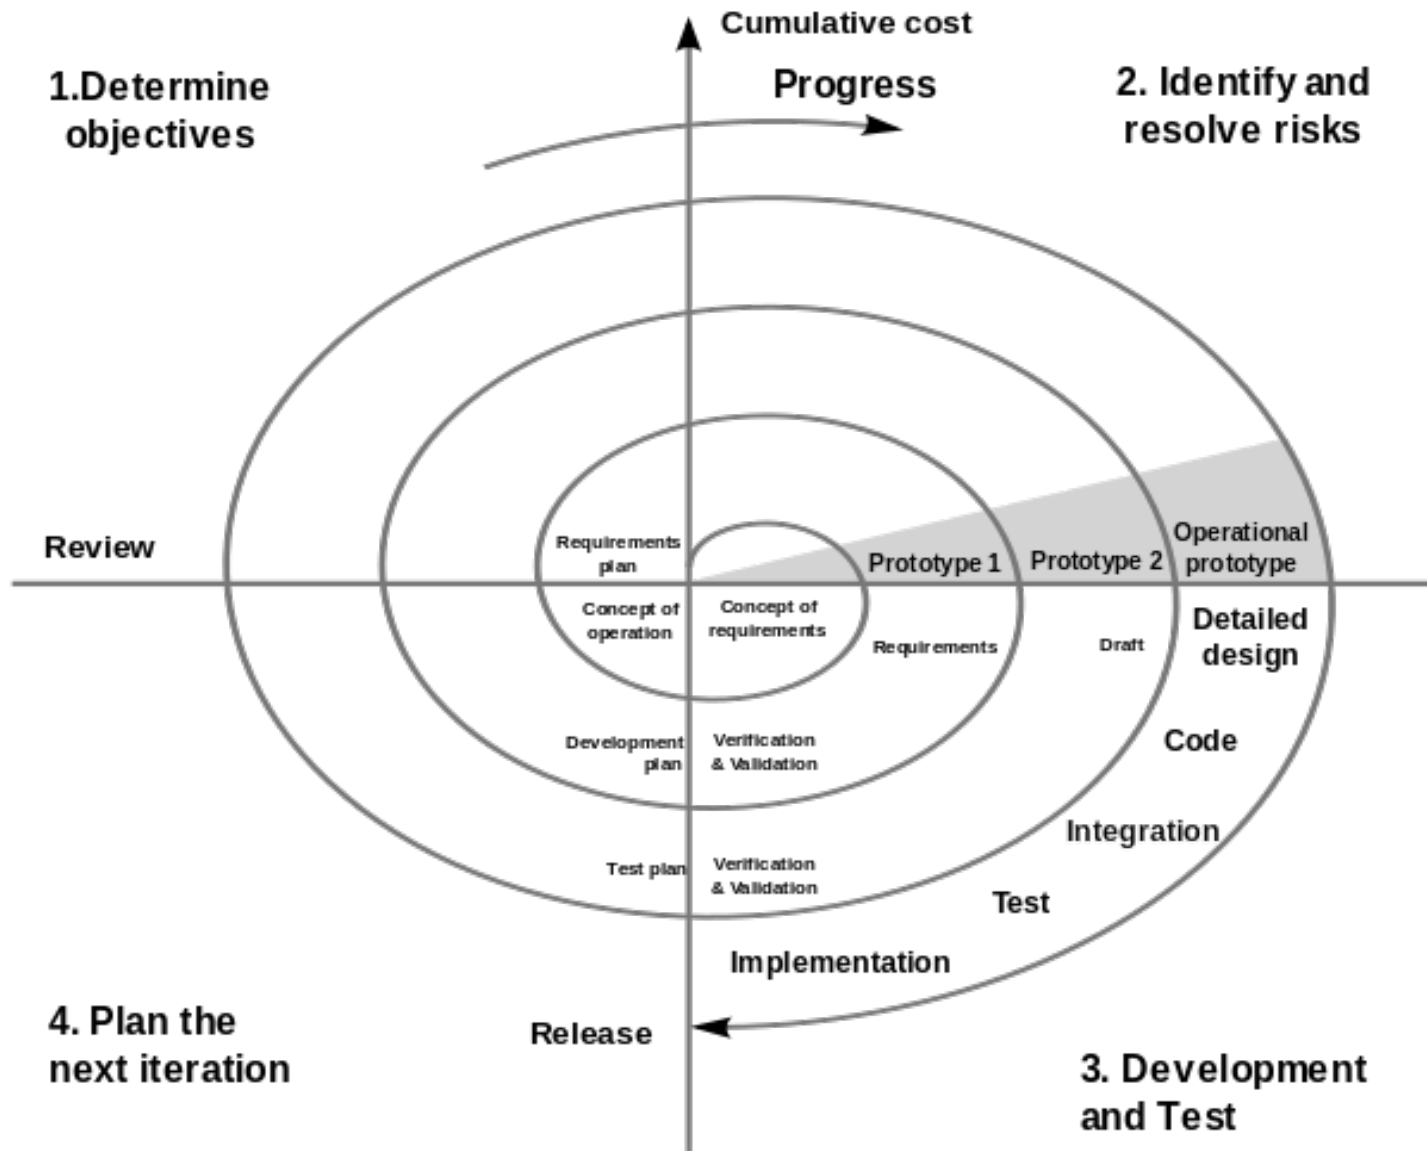 Cumulative cost
Progress
1.Determine
objectives
2. Identify and
resolve risks
Review
Requirements
plan
Prototype 1
Prototype 2
Operational
prototype
Concept of
operation
Concept of
requirements
Requirements
Draft
Detailed
design
Development
plan
Verification
& Validation
Code
Integration
Test plan
Verification
& Validation
Test
Implementation
Release
4. Plan the
next iteration
3. Development
and Test